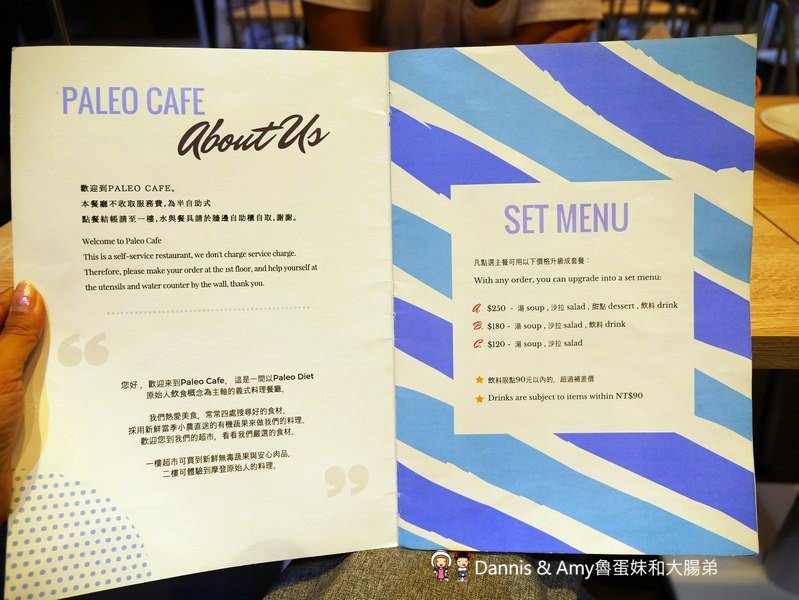 PALEO CAFE
About Us
歡迎到PALEO CAFE。
本餐廳不收取服務費,為半自助式
點餐結帳請至一樓,水與餐具請於牆邊自助櫃自取,謝謝。
Welcome to Paleo Cafe
This is a self-service restaurant, we don't charge service charge.
Therefore, please make your order at the 1st floor, and help yourself at
the utensils and water counter by the wall, thank you.
您好，歡迎來到Paleo Cafe，這是一間以Paleo Diet
原始人飲食概念為主軸的義式料理餐廳。
我們熱愛美食，常常四處搜尋好的食材。
採用新鮮當季小農直送的有機蔬果來做我們的料理。
歡迎您到我們的超市，看看我們嚴選的食材。
一樓超市可買到新鮮無毒蔬果與安心肉品，
二樓可體驗到摩登原始人的料理。
SET MENU
凡點選主餐可用以下價格升級成套餐：
With any order, you can upgrade into a set menu:
A. $250 - 湯 soup , 沙拉 salad , 甜點 dessert , 飲料 drink
B. $180 - 湯 soup , 沙拉 salad , 飲料 drink
C. $120 - 湯 soup , 沙拉 salad
飲料限點90元以內的，超過補差價
Drinks are subject to items within NT$90
Dannis & Amy魯蛋妹和大腸弟